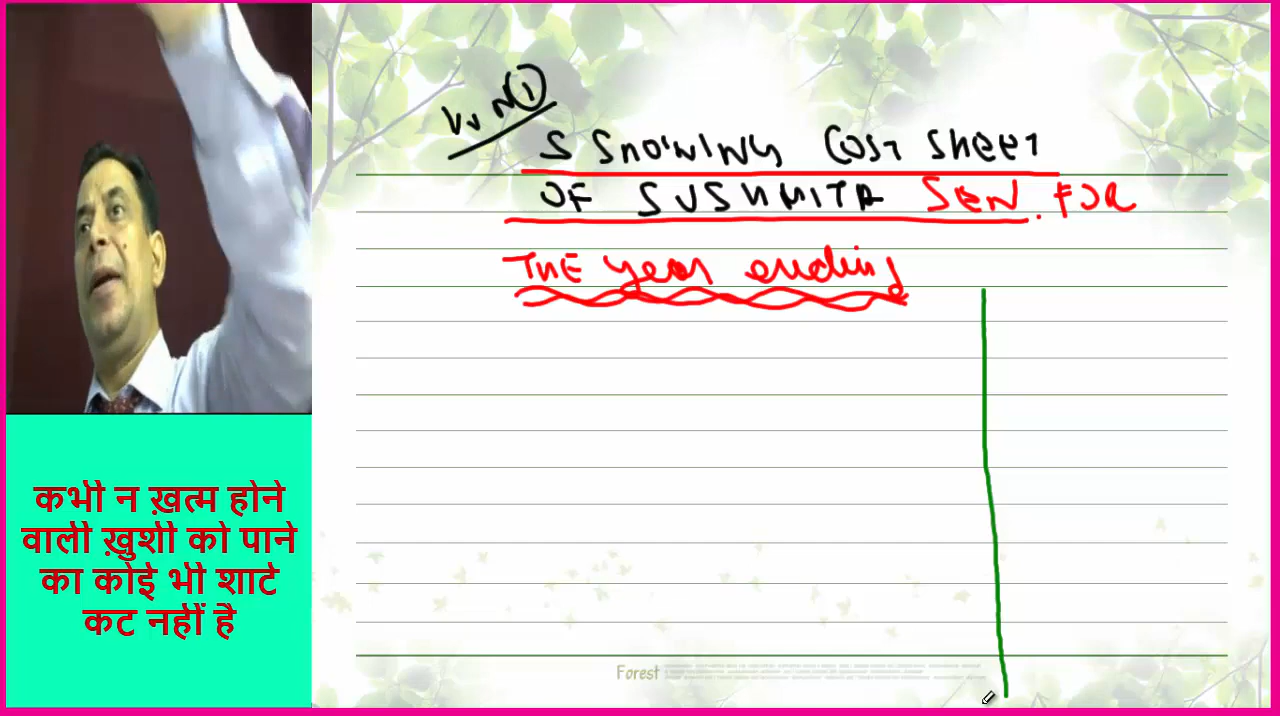 W N ①
S Showing Cost Sheet
OF SUSHMITA SEN. FOR
THE year ending
कभी न ख़त्म होने
वाली ख़ुशी को पाने
का कोई भी शार्ट
कट नहीं है
Forest